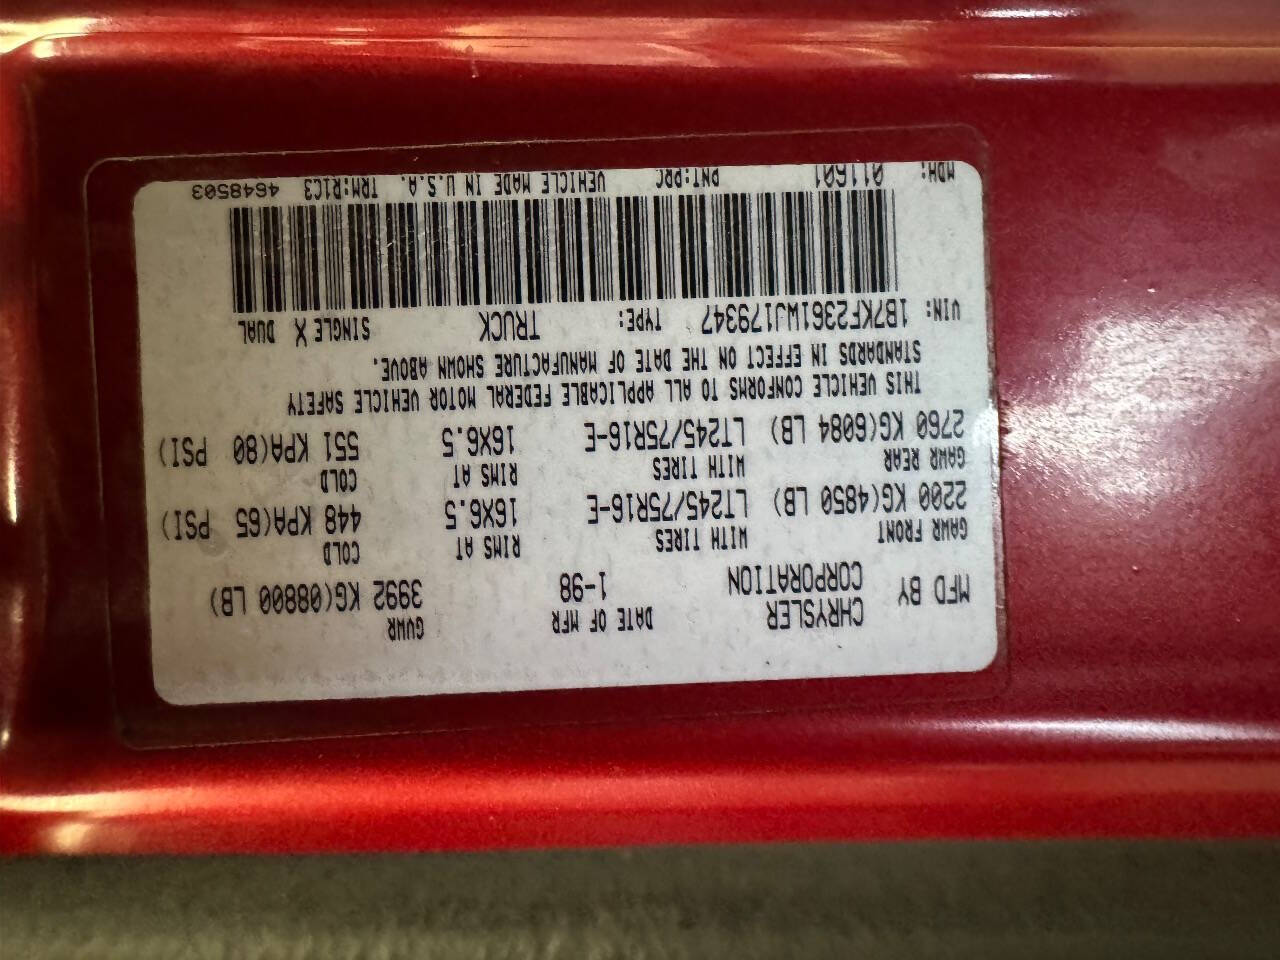 MFD BY CHRYSLER CORPORATION DATE OF MFR 1-98 GVWR 3992 KG(08800 LB)
GAWR FRONT WITH TIRES RIMS AT COLD
2200 KG(4850 LB) LT245/75R16-E 16X6.5 448 KPA(65 PSI)
GAWR REAR WITH TIRES RIMS AT COLD
2760 KG(6084 LB) LT245/75R16-E 16X6.5 551 KPA(80 PSI)
THIS VEHICLE CONFORMS TO ALL APPLICABLE FEDERAL MOTOR VEHICLE SAFETY
STANDARDS IN EFFECT ON THE DATE OF MANUFACTURE SHOWN ABOVE.
VIN: 1B7KF2361WJ179347 TYPE: TRUCK SINGLE X DUAL
MDH: 011601 PNT:PRC VEHICLE MADE IN U.S.A. TRM:R1C3 4648503